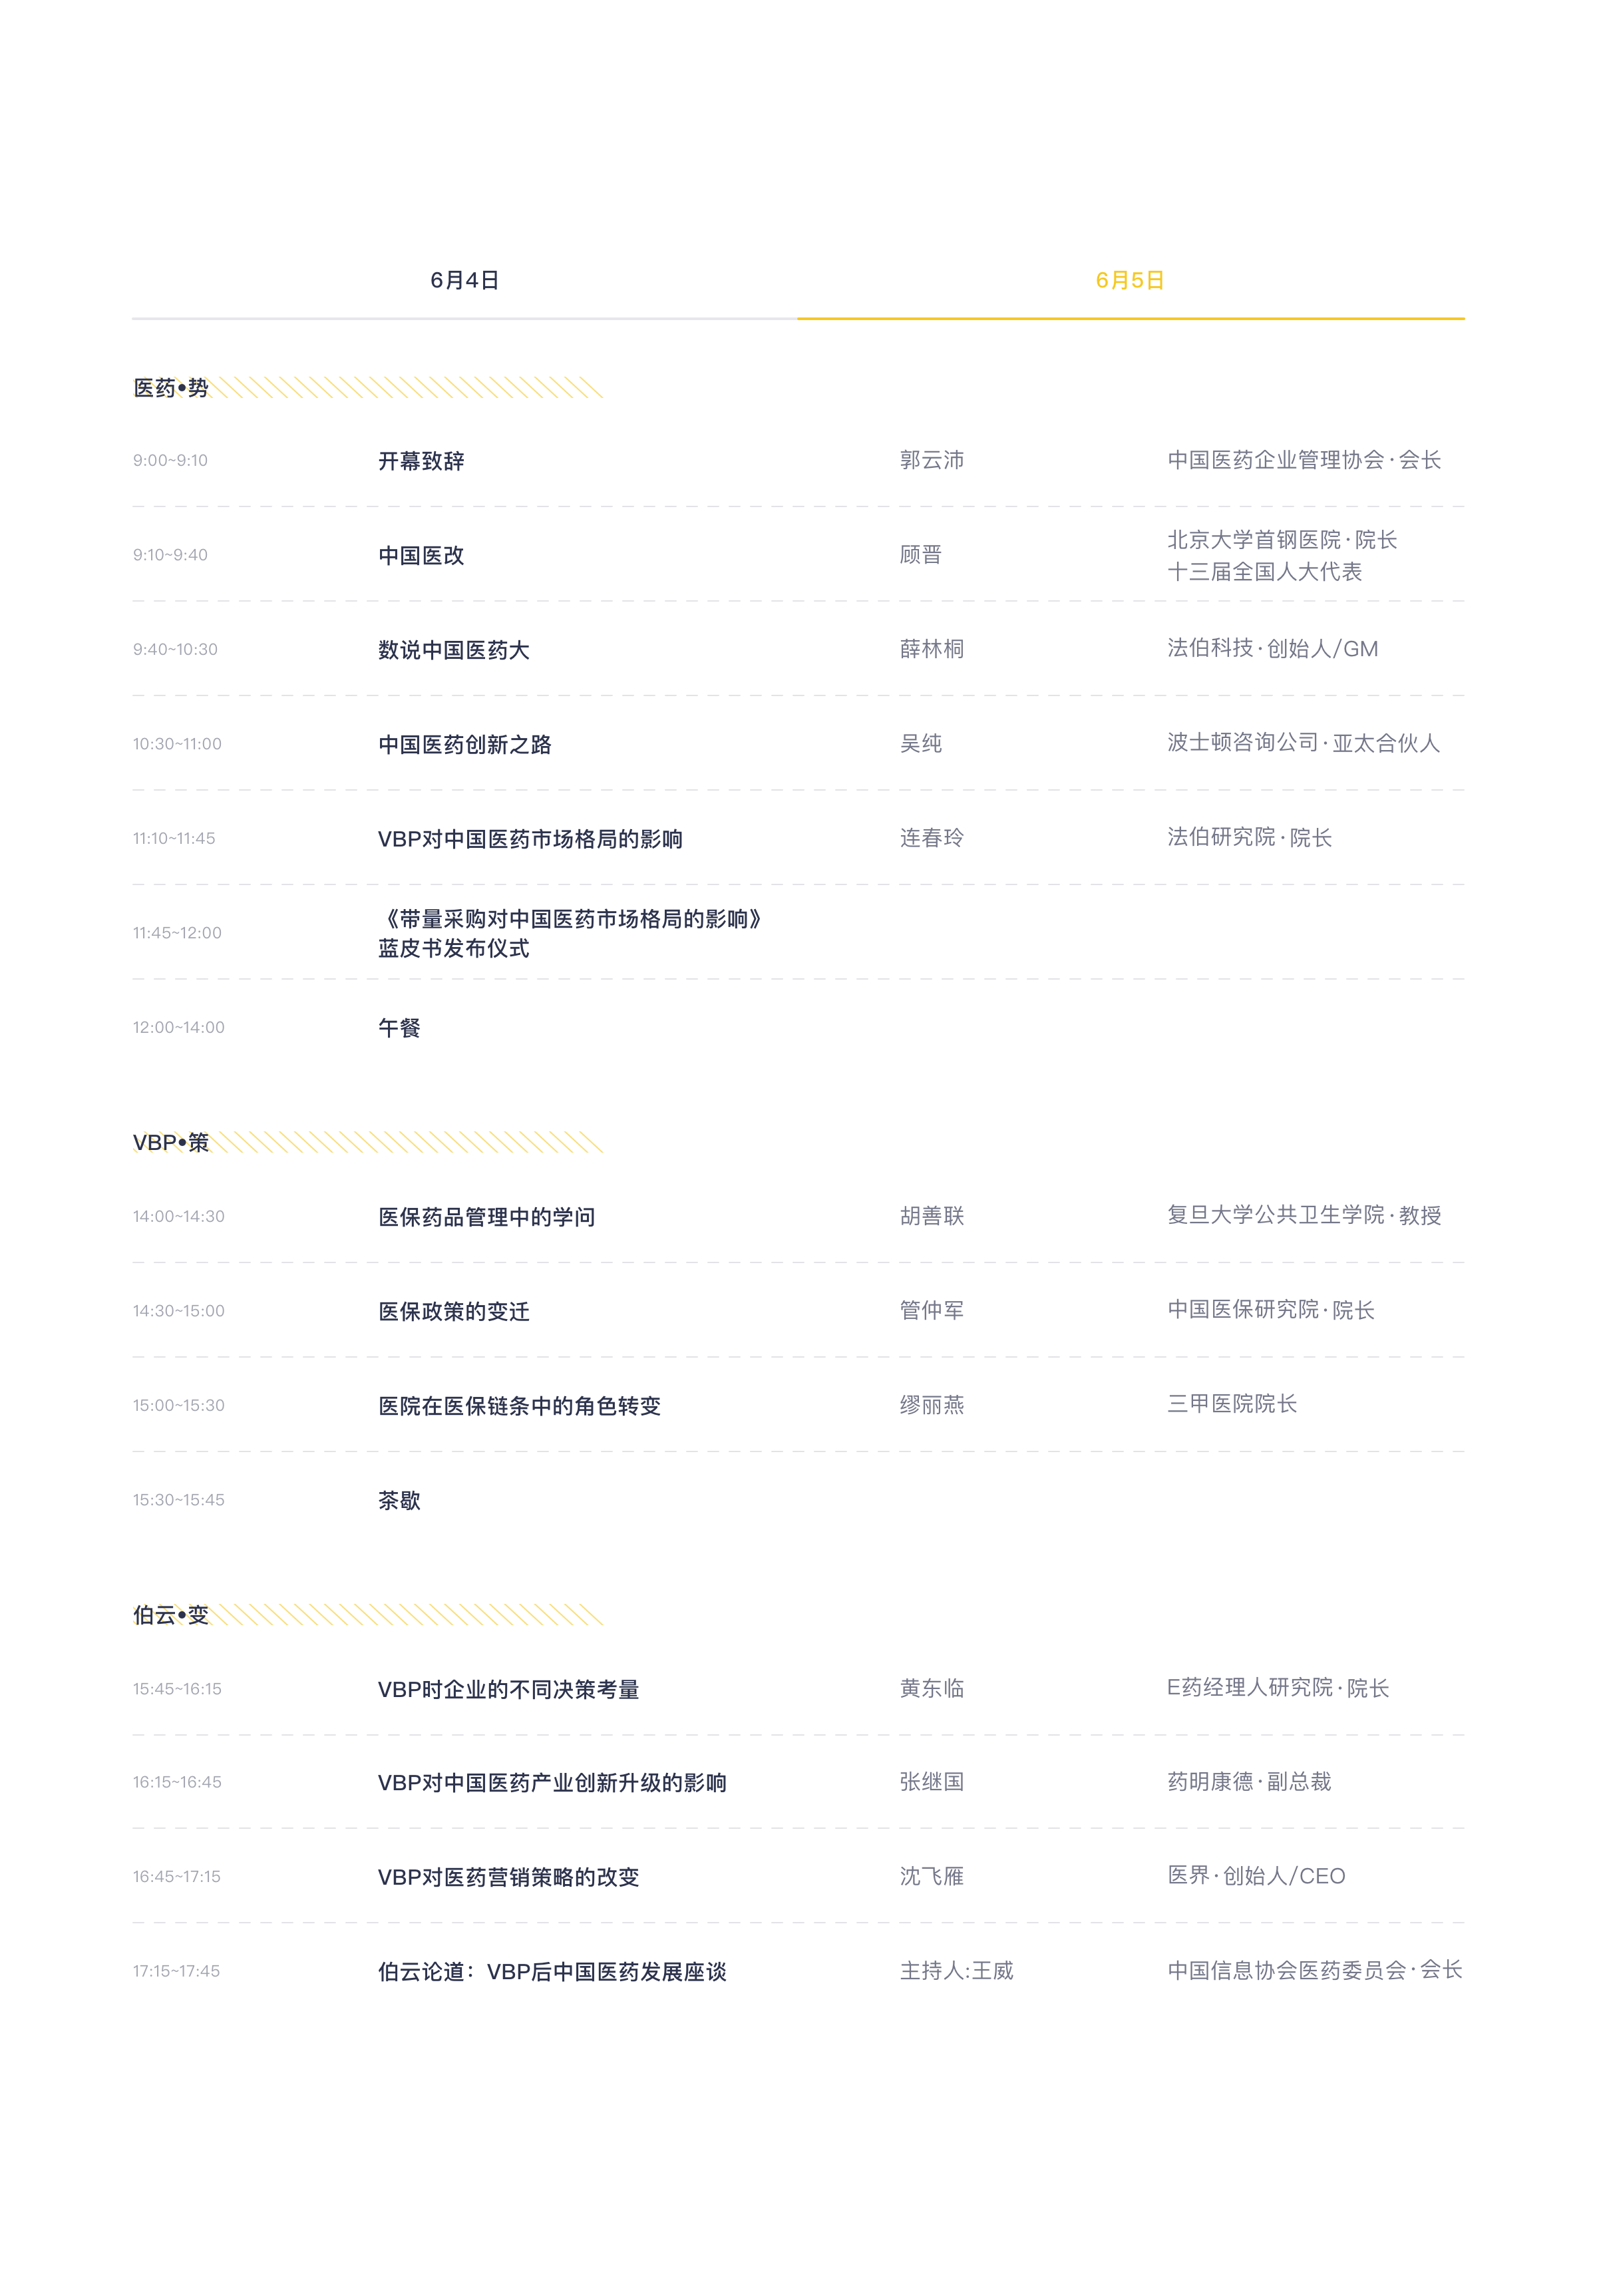 6月4日 6月5日
医药•势
9:00~9:10 开幕致辞 郭云沛 中国医药企业管理协会·会长
9:10~9:40 中国医改 顾晋 北京大学首钢医院·院长
十三届全国人大代表
9:40~10:30 数说中国医药大 薛林桐 法伯科技·创始人/GM
10:30~11:00 中国医药创新之路 吴纯 波士顿咨询公司·亚太合伙人
11:10~11:45 VBP对中国医药市场格局的影响 连春玲 法伯研究院·院长
11:45~12:00 《带量采购对中国医药市场格局的影响》
蓝皮书发布仪式
12:00~14:00 午餐
VBP•策
14:00~14:30 医保药品管理中的学问 胡善联 复旦大学公共卫生学院·教授
14:30~15:00 医保政策的变迁 管仲军 中国医保研究院·院长
15:00~15:30 医院在医保链条中的角色转变 缪丽燕 三甲医院院长
15:30~15:45 茶歇
伯云•变
15:45~16:15 VBP时企业的不同决策考量 黄东临 E药经理人研究院·院长
16:15~16:45 VBP对中国医药产业创新升级的影响 张继国 药明康德·副总裁
16:45~17:15 VBP对医药营销策略的改变 沈飞雁 医界·创始人/CEO
17:15~17:45 伯云论道：VBP后中国医药发展座谈 主持人:王威 中国信息协会医药委员会·会长